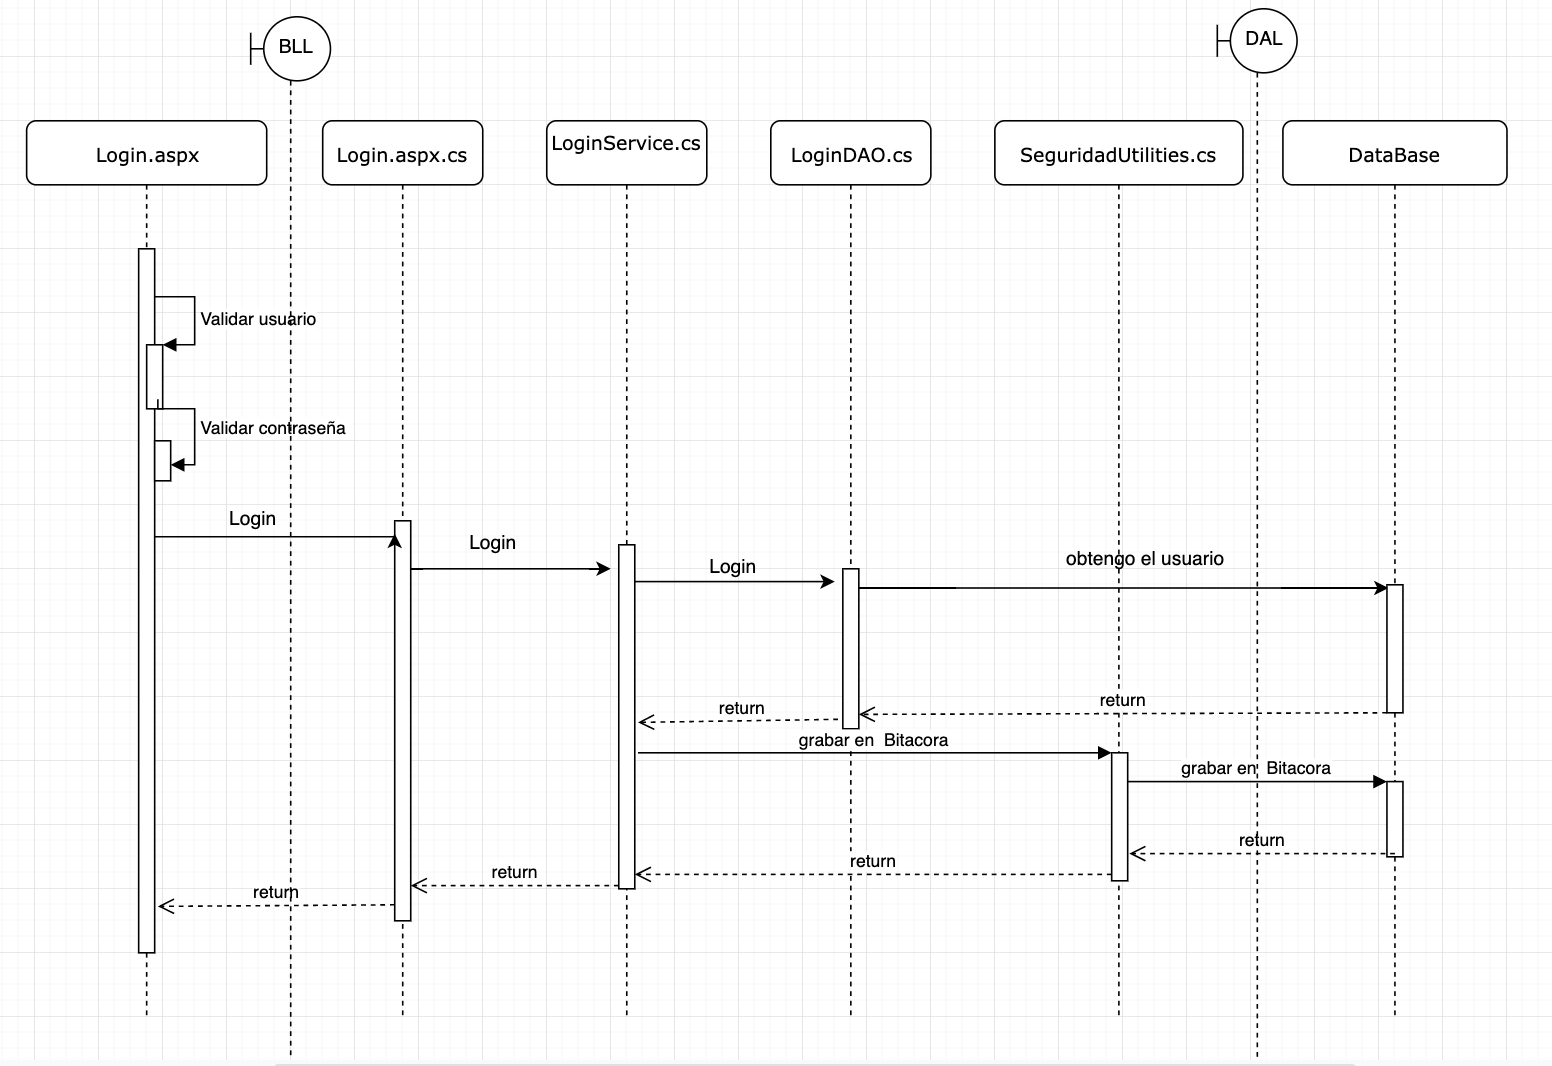 BLL
DAL
Login.aspx
Login.aspx.cs
LoginService.cs
LoginDAO.cs
SeguridadUtilities.cs
DataBase
Validar usuario
Validar contraseña
Login
Login
Login
obtengo el usuario
return
return
grabar en Bitacora
grabar en Bitacora
return
return
return
return